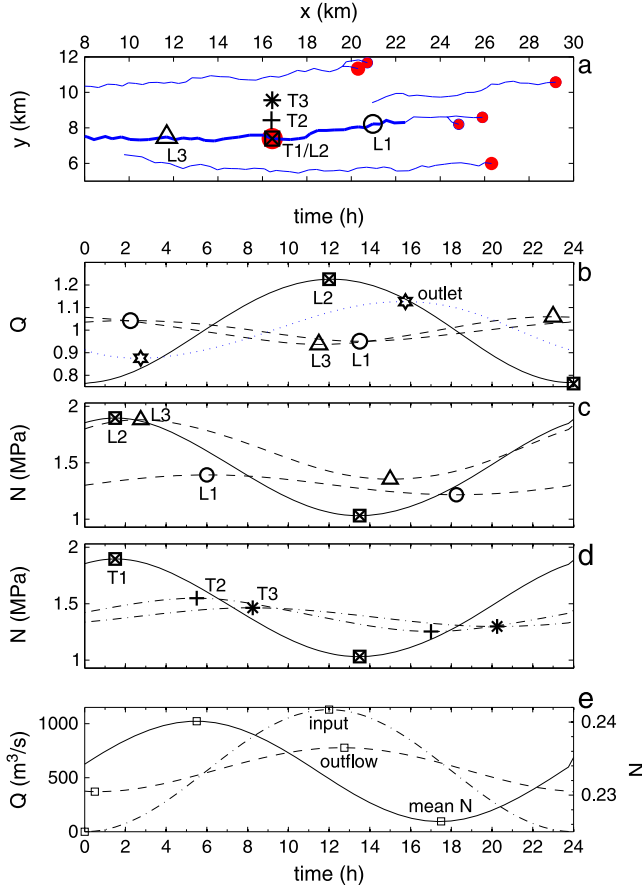 x (km)
8 10 12 14 16 18 20 22 24 26 28 30
a
12
10
8
6
y (km)
T3
T2
T1/L2
L3
L1
time (h)
0 2 4 6 8 10 12 14 16 18 20 22 24
b
1.2
1.1
1
0.9
0.8
Q
L2
outlet
L3
L1
c
2
1.5
1
N (MPa)
L2
L3
L1
d
2
1.5
1
N (MPa)
T1
T2
T3
e
1000
500
0
Q (m³/s)
0.24
0.23
N
input
outflow
mean N
0 2 4 6 8 10 12 14 16 18 20 22 24
time (h)